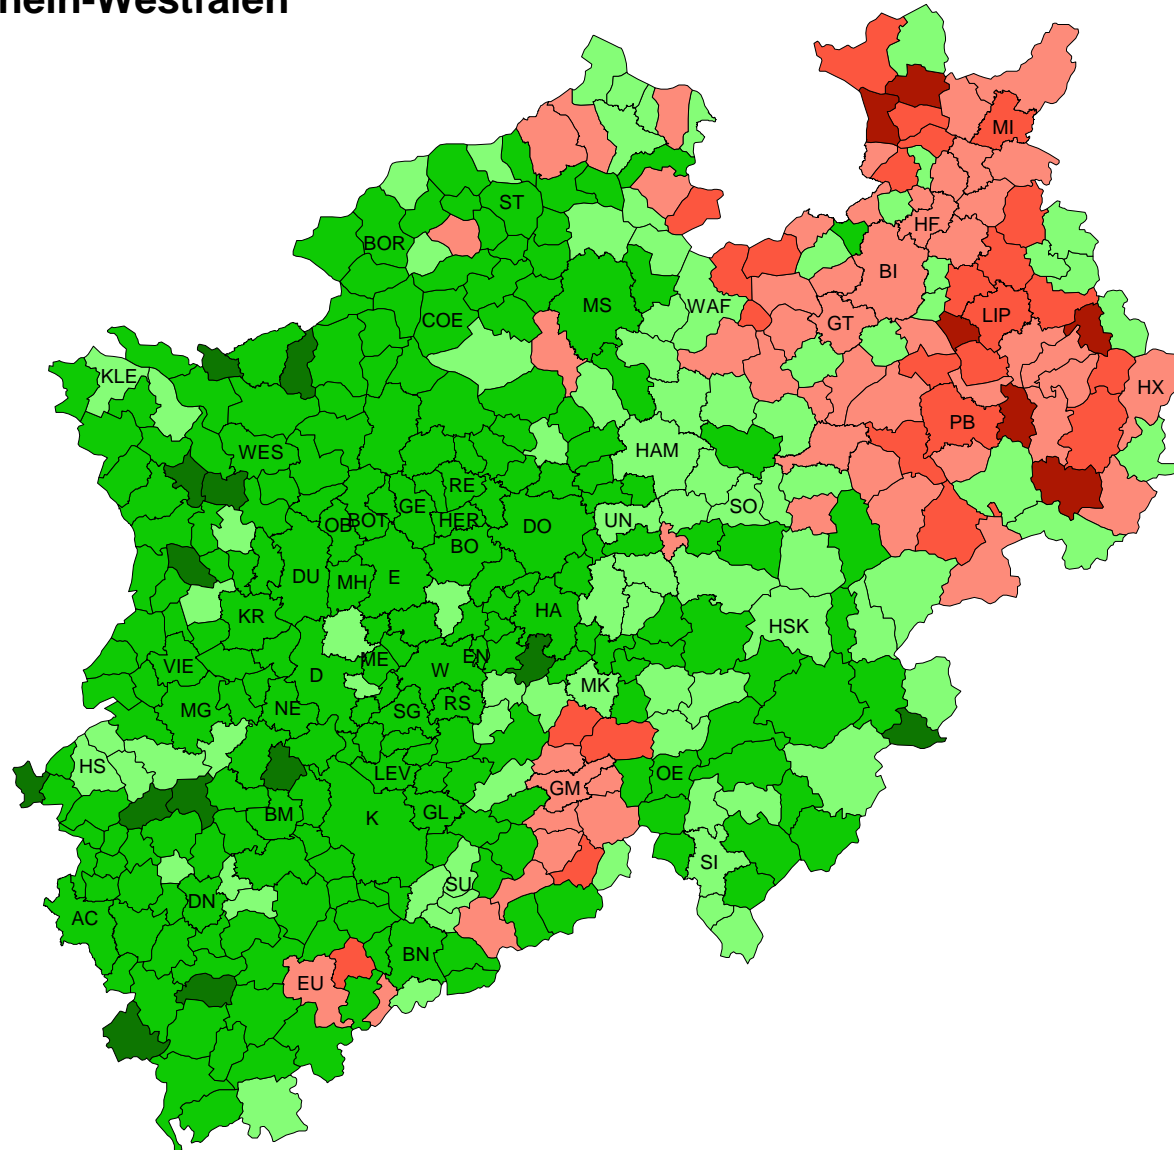 hein-Westfalen
MI
ST
HF
BOR
BI
MS
WAF
LIP
COE
GT
KLE
HX
PB
WES
HAM
RE
GE
SO
OB
BOT
HER
DO
UN
BO
DU
MH
E
HA
KR
HSK
VIE
ME
EN
W
D
MK
MG
NE
SG
RS
HS
LEV
OE
GM
BM
K
GL
SI
SU
DN
AC
BN
EU